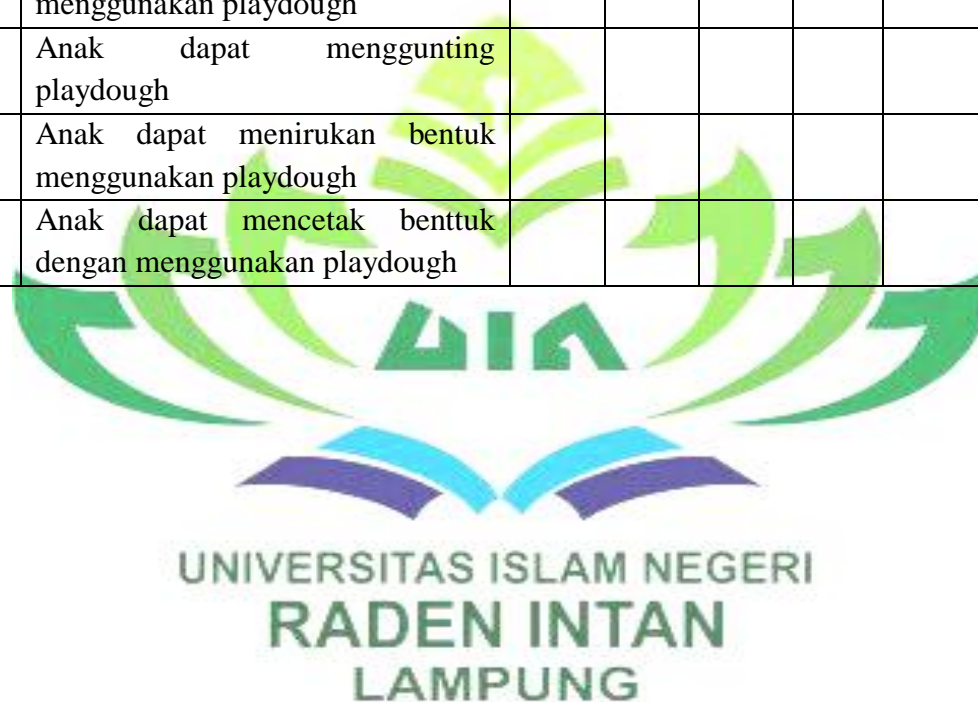 menggunakan playdough
Anak dapat menggunting
playdough
Anak dapat menirukan bentuk
menggunakan playdough
Anak dapat mencetak benttuk
dengan menggunakan playdough
UIN
UNIVERSITAS ISLAM NEGERI
RADEN INTAN
LAMPUNG